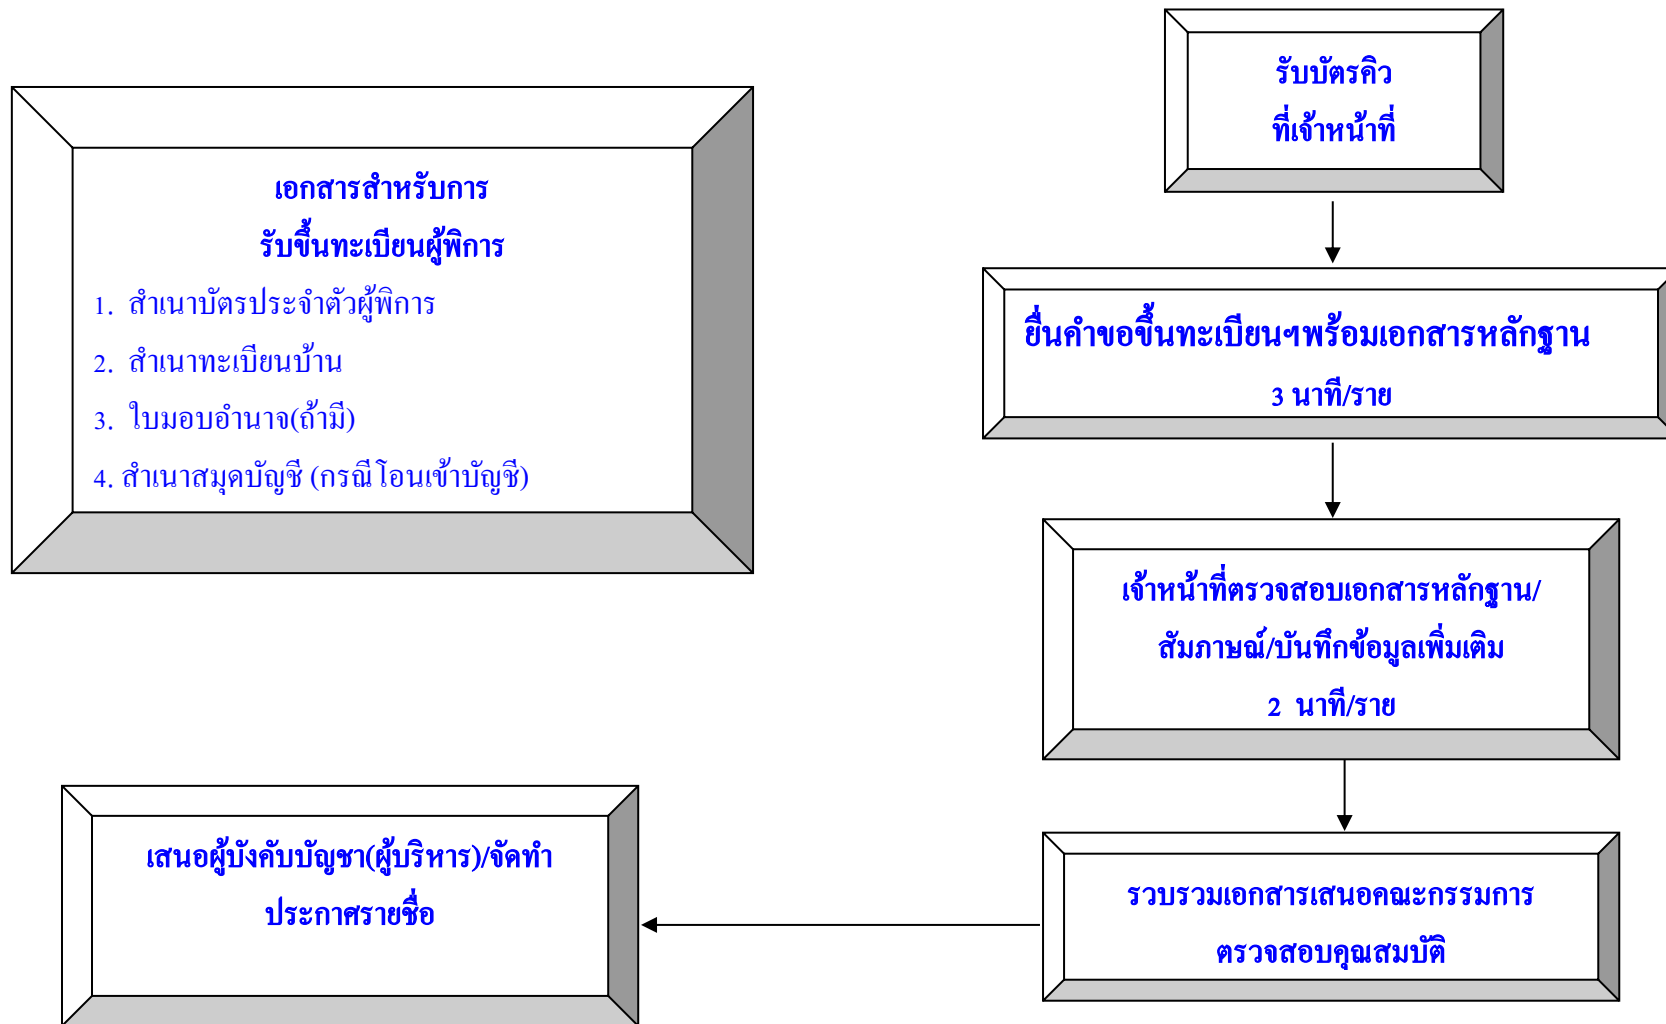 เอกสารสำหรับการ
รับขึ้นทะเบียนผู้พิการ
1. สำเนาบัตรประจำตัวผู้พิการ
2. สำเนาทะเบียนบ้าน
3. ใบมอบอำนาจ(ถ้ามี)
4. สำเนาสมุดบัญชี (กรณีโอนเข้าบัญชี)
รับบัตรคิว
ที่เจ้าหน้าที่
ยื่นคำขอขึ้นทะเบียนฯพร้อมเอกสารหลักฐาน
3 นาที/ราย
เจ้าหน้าที่ตรวจสอบเอกสารหลักฐาน/
สัมภาษณ์/บันทึกข้อมูลเพิ่มเติม
2 นาที/ราย
รวบรวมเอกสารเสนอคณะกรรมการ
ตรวจสอบคุณสมบัติ
เสนอผู้บังคับบัญชา(ผู้บริหาร)/จัดทำ
ประกาศรายชื่อ